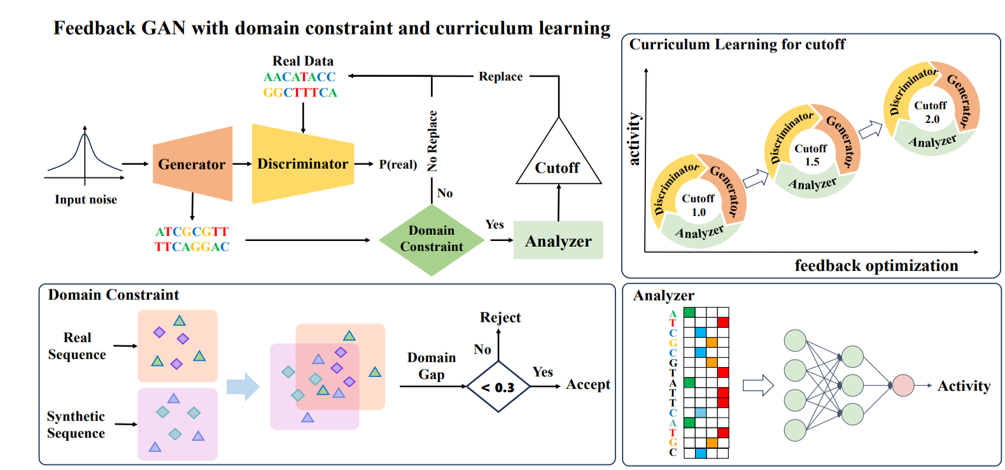 Feedback GAN with domain constraint and curriculum learning
Real Data
AACATACC
GGCTTTCA
Replace
No Replace
Input noise
Generator
Discriminator
P(real)
No
Cutoff
ATCGCGTT
TTCAGGAC
Domain
Constraint
Yes
Analyzer
Curriculum Learning for cutoff
activity
Discriminator
Generator
Cutoff
1.0
Analyzer
Discriminator
Generator
Cutoff
1.5
Analyzer
Discriminator
Generator
Cutoff
2.0
Analyzer
feedback optimization
Domain Constraint
Real
Sequence
Synthetic
Sequence
Domain
Gap
Reject
No
< 0.3
Yes
Accept
Analyzer
A
T
C
G
C
G
T
A
T
T
C
A
T
G
C
Activity